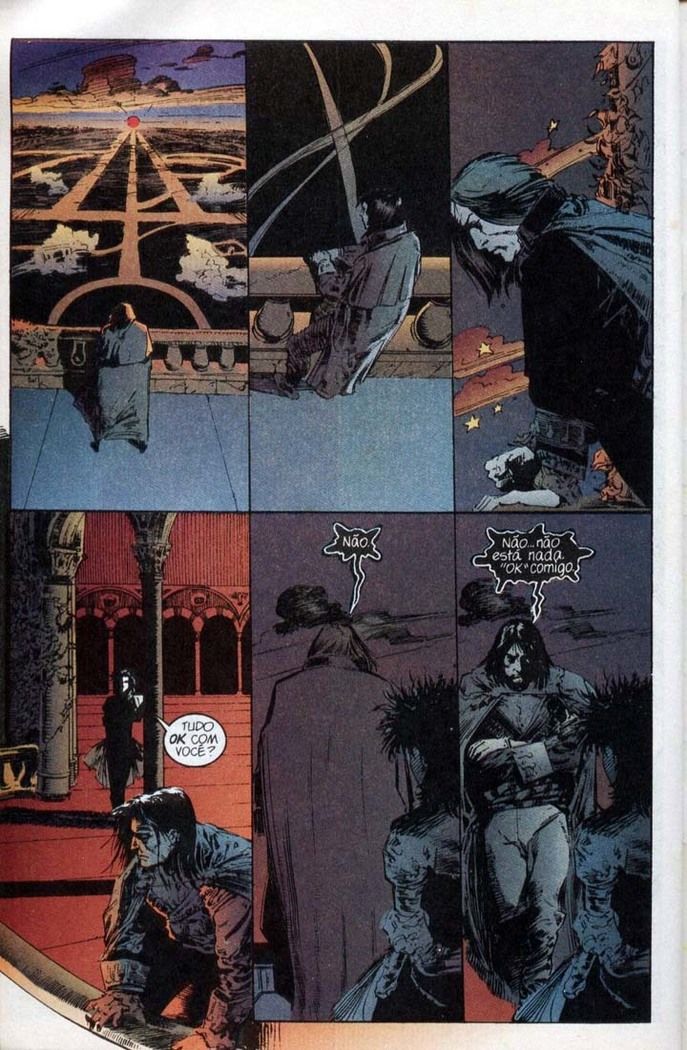 TUDO
OK COM
VOCÊ?
NÃO.
NÃO... NÃO
ESTÁ NADA
"OK" COMIGO.